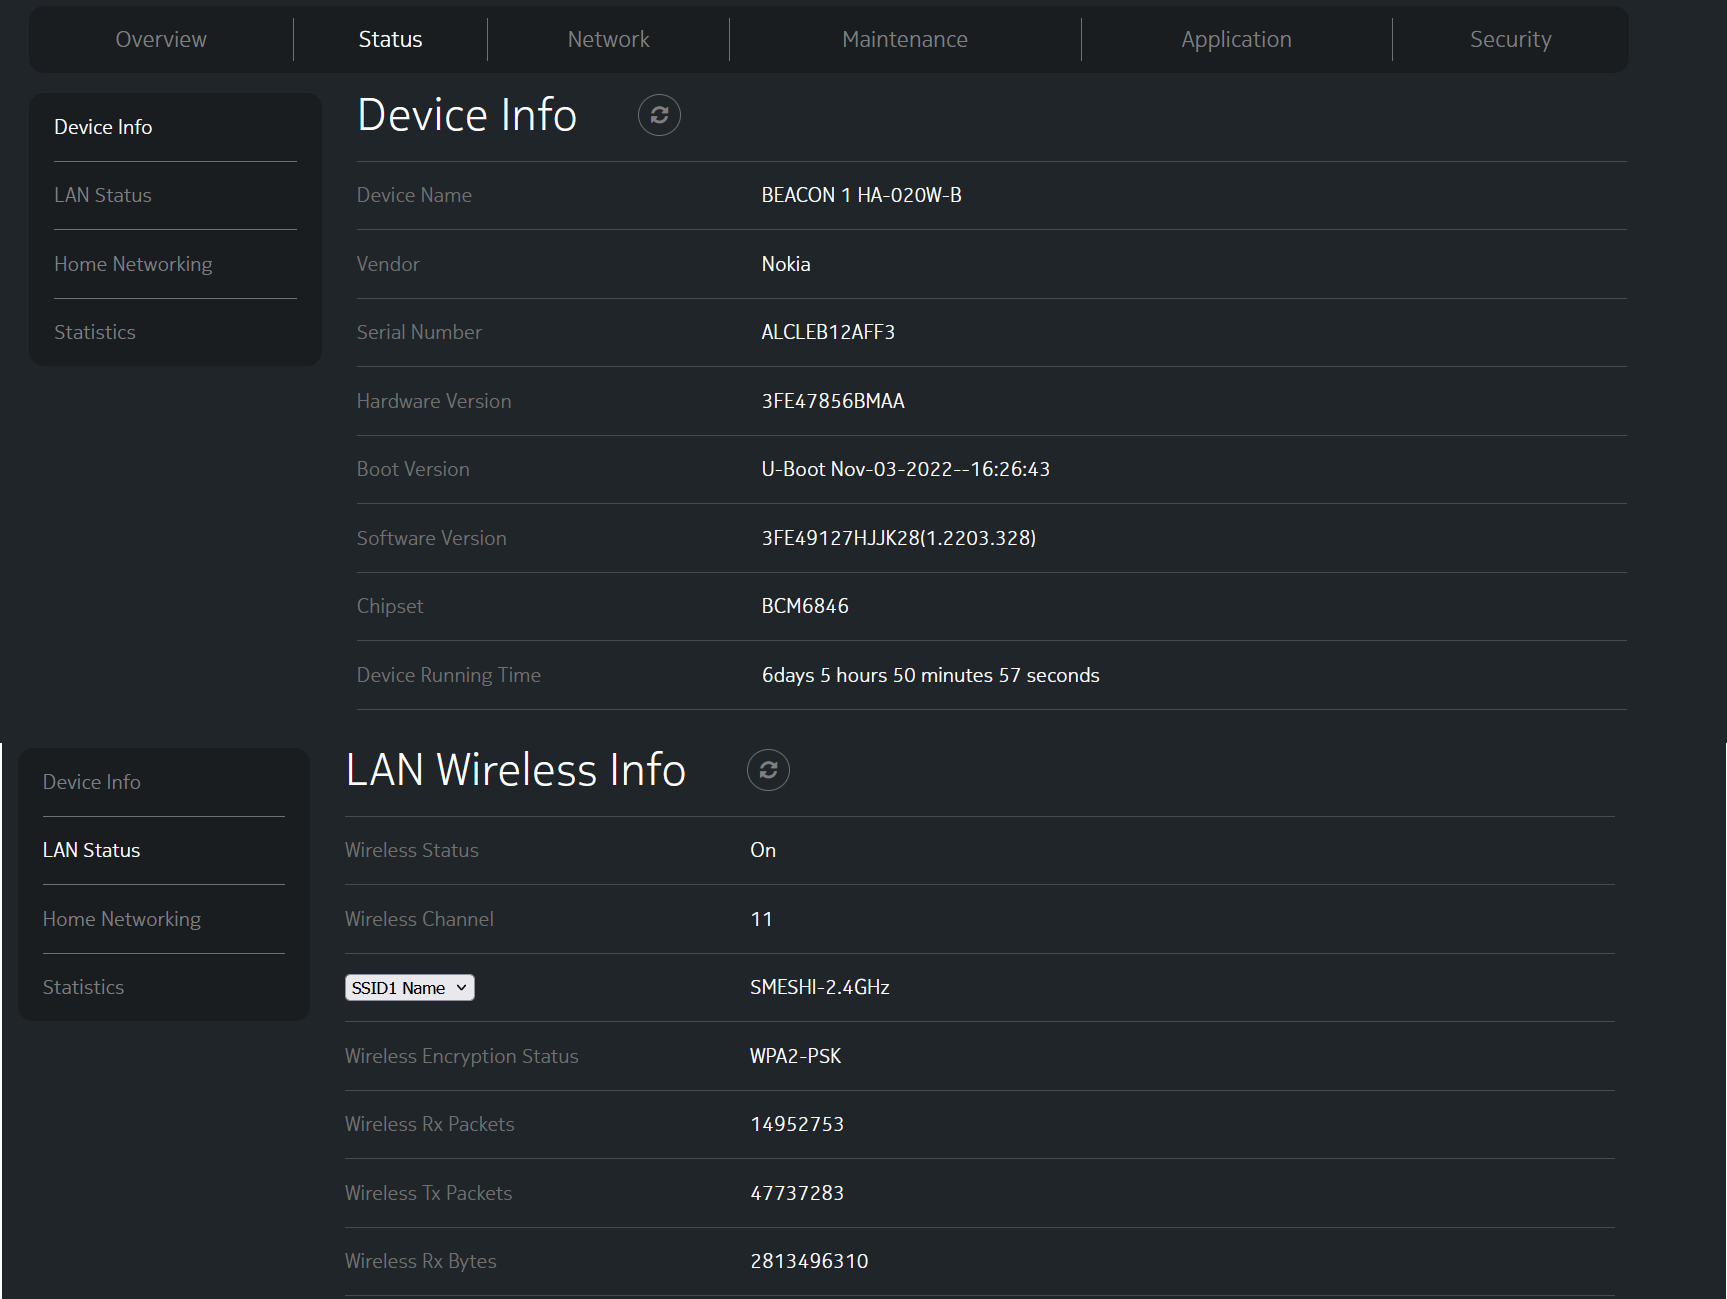 Overview Status Network Maintenance Application Security
Device Info
LAN Status
Home Networking
Statistics
Device Info
Device Name BEACON 1 HA-020W-B
Vendor Nokia
Serial Number ALCLEB12AFF3
Hardware Version 3FE47856BMAA
Boot Version U-Boot Nov-03-2022--16:26:43
Software Version 3FE49127HJJK28(1.2203.328)
Chipset BCM6846
Device Running Time 6days 5 hours 50 minutes 57 seconds
Device Info
LAN Status
Home Networking
Statistics
LAN Wireless Info
Wireless Status On
Wireless Channel 11
SSID1 Name SMESHI-2.4GHz
Wireless Encryption Status WPA2-PSK
Wireless Rx Packets 14952753
Wireless Tx Packets 47737283
Wireless Rx Bytes 2813496310